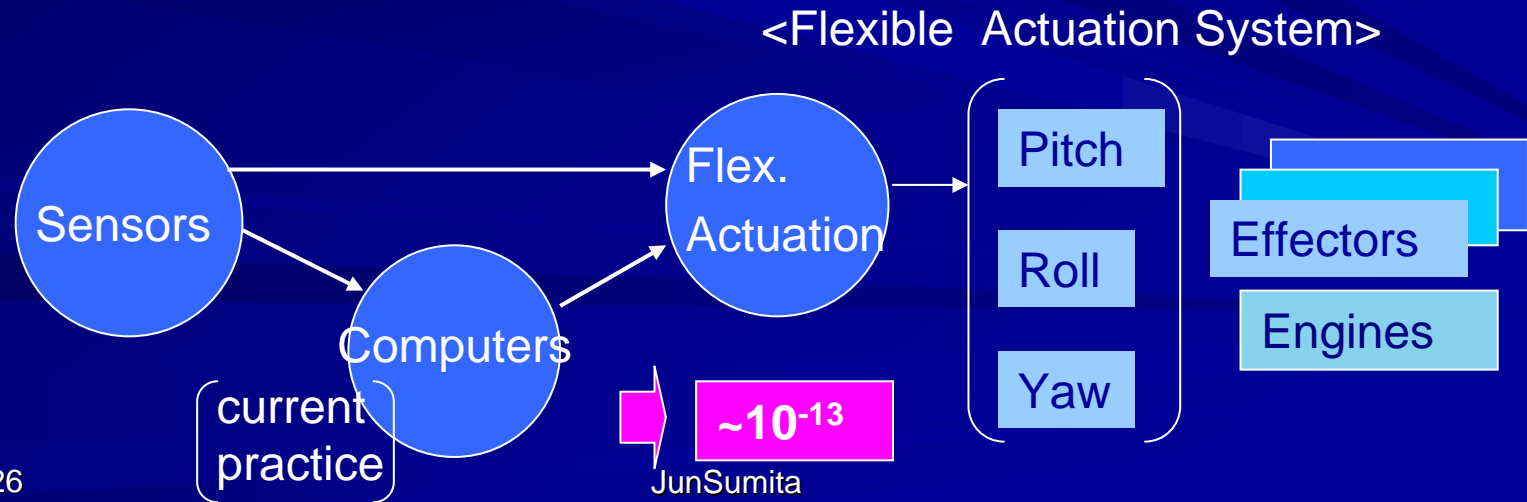 <Flexible Actuation System>
Sensors
Computers
current
practice
Flex.
Actuation
~10⁻¹³
Pitch
Roll
Yaw
Effectors
Engines
26
JunSumita